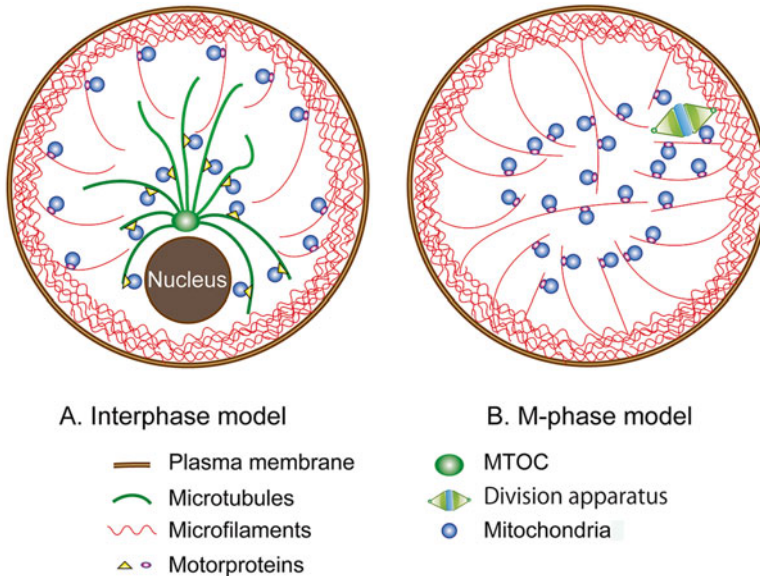 Nucleus
A. Interphase model
B. M-phase model
Plasma membrane
Microtubules
Microfilaments
Motorproteins
MTOC
Division apparatus
Mitochondria